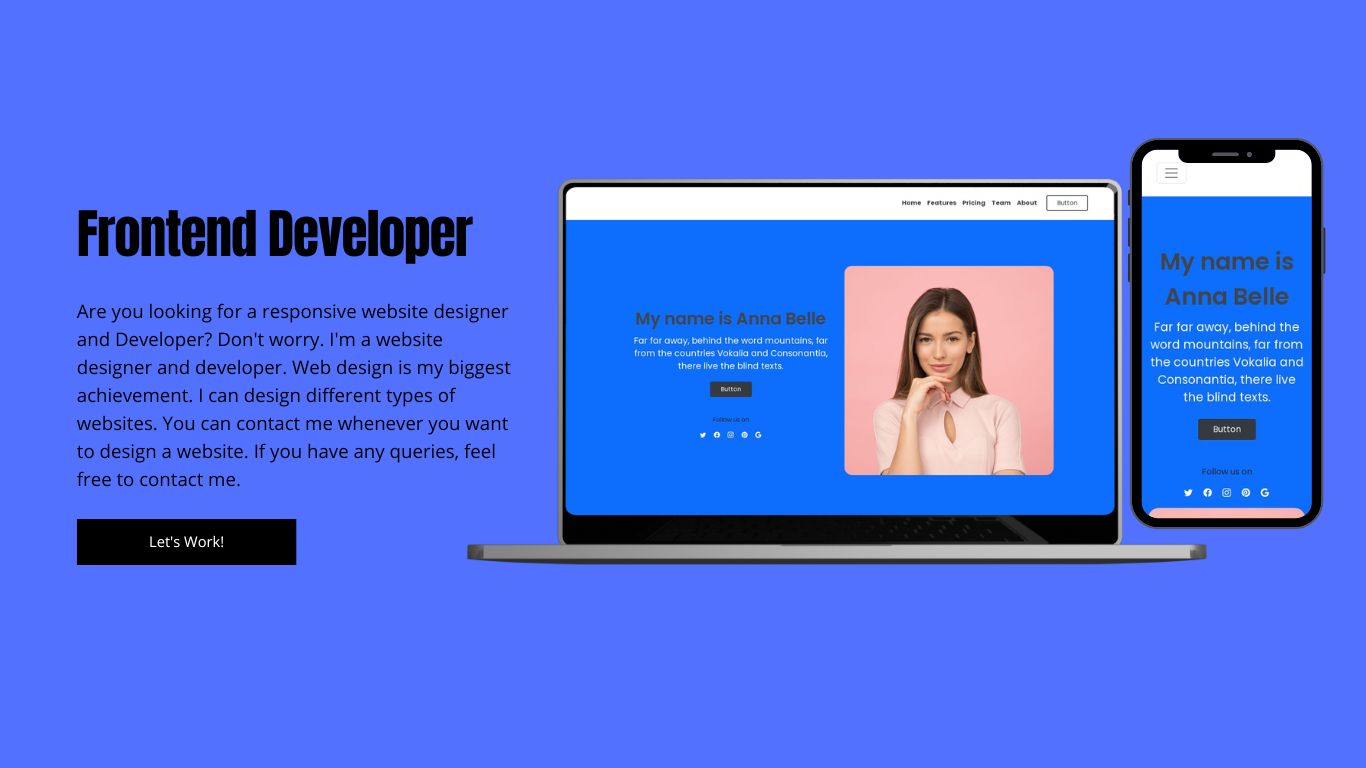 Frontend Developer
Are you looking for a responsive website designer
and Developer? Don't worry. I'm a website
designer and developer. Web design is my biggest
achievement. I can design different types of
websites. You can contact me whenever you want
to design a website. If you have any queries, feel
free to contact me.
Let's Work!
Home Features Pricing Team About Button
My name is Anna Belle
Far far away, behind the word mountains, far
from the countries Vokalia and Consonantia,
there live the blind texts.
Button
Follow us on
My name is
Anna Belle
Far far away, behind the
word mountains, far from
the countries Vokalia and
Consonantia, there live
the blind texts.
Button
Follow us on